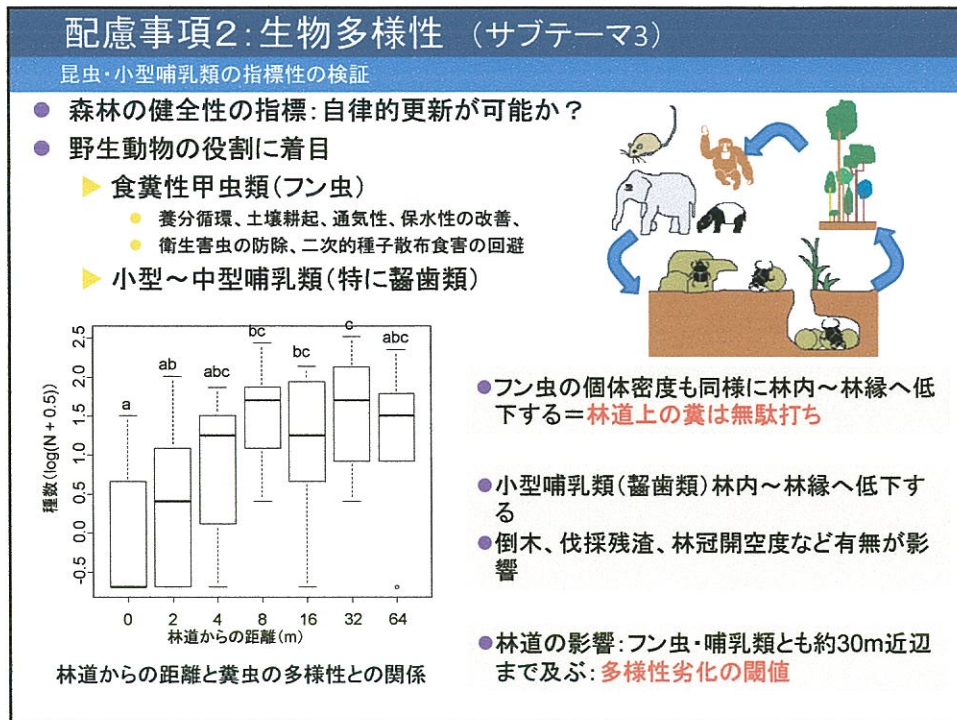 配慮事項2：生物多様性 （サブテーマ3）
昆虫・小型哺乳類の指標性の検証
● 森林の健全性の指標：自律的更新が可能か？
● 野生動物の役割に着目
▶ 食糞性甲虫類（フン虫）
● 養分循環、土壌耕起、通気性、保水性の改善、
● 衛生害虫の防除、二次的種子散布食害の回避
▶ 小型～中型哺乳類（特に齧歯類）
種数(log(N + 0.5))
2.5
2.0
1.5
1.0
0.5
0.0
-0.5
a
ab
abc
bc
bc
c
abc
0 2 4 8 16 32 64
林道からの距離(m)
林道からの距離と糞虫の多様性との関係
●フン虫の個体密度も同様に林内～林縁へ低
下する＝林道上の糞は無駄打ち
●小型哺乳類（齧歯類）林内～林縁へ低下す
る
●倒木、伐採残渣、林冠開空度など有無が影
響
●林道の影響：フン虫・哺乳類とも約30m近辺
まで及ぶ：多様性劣化の閾値